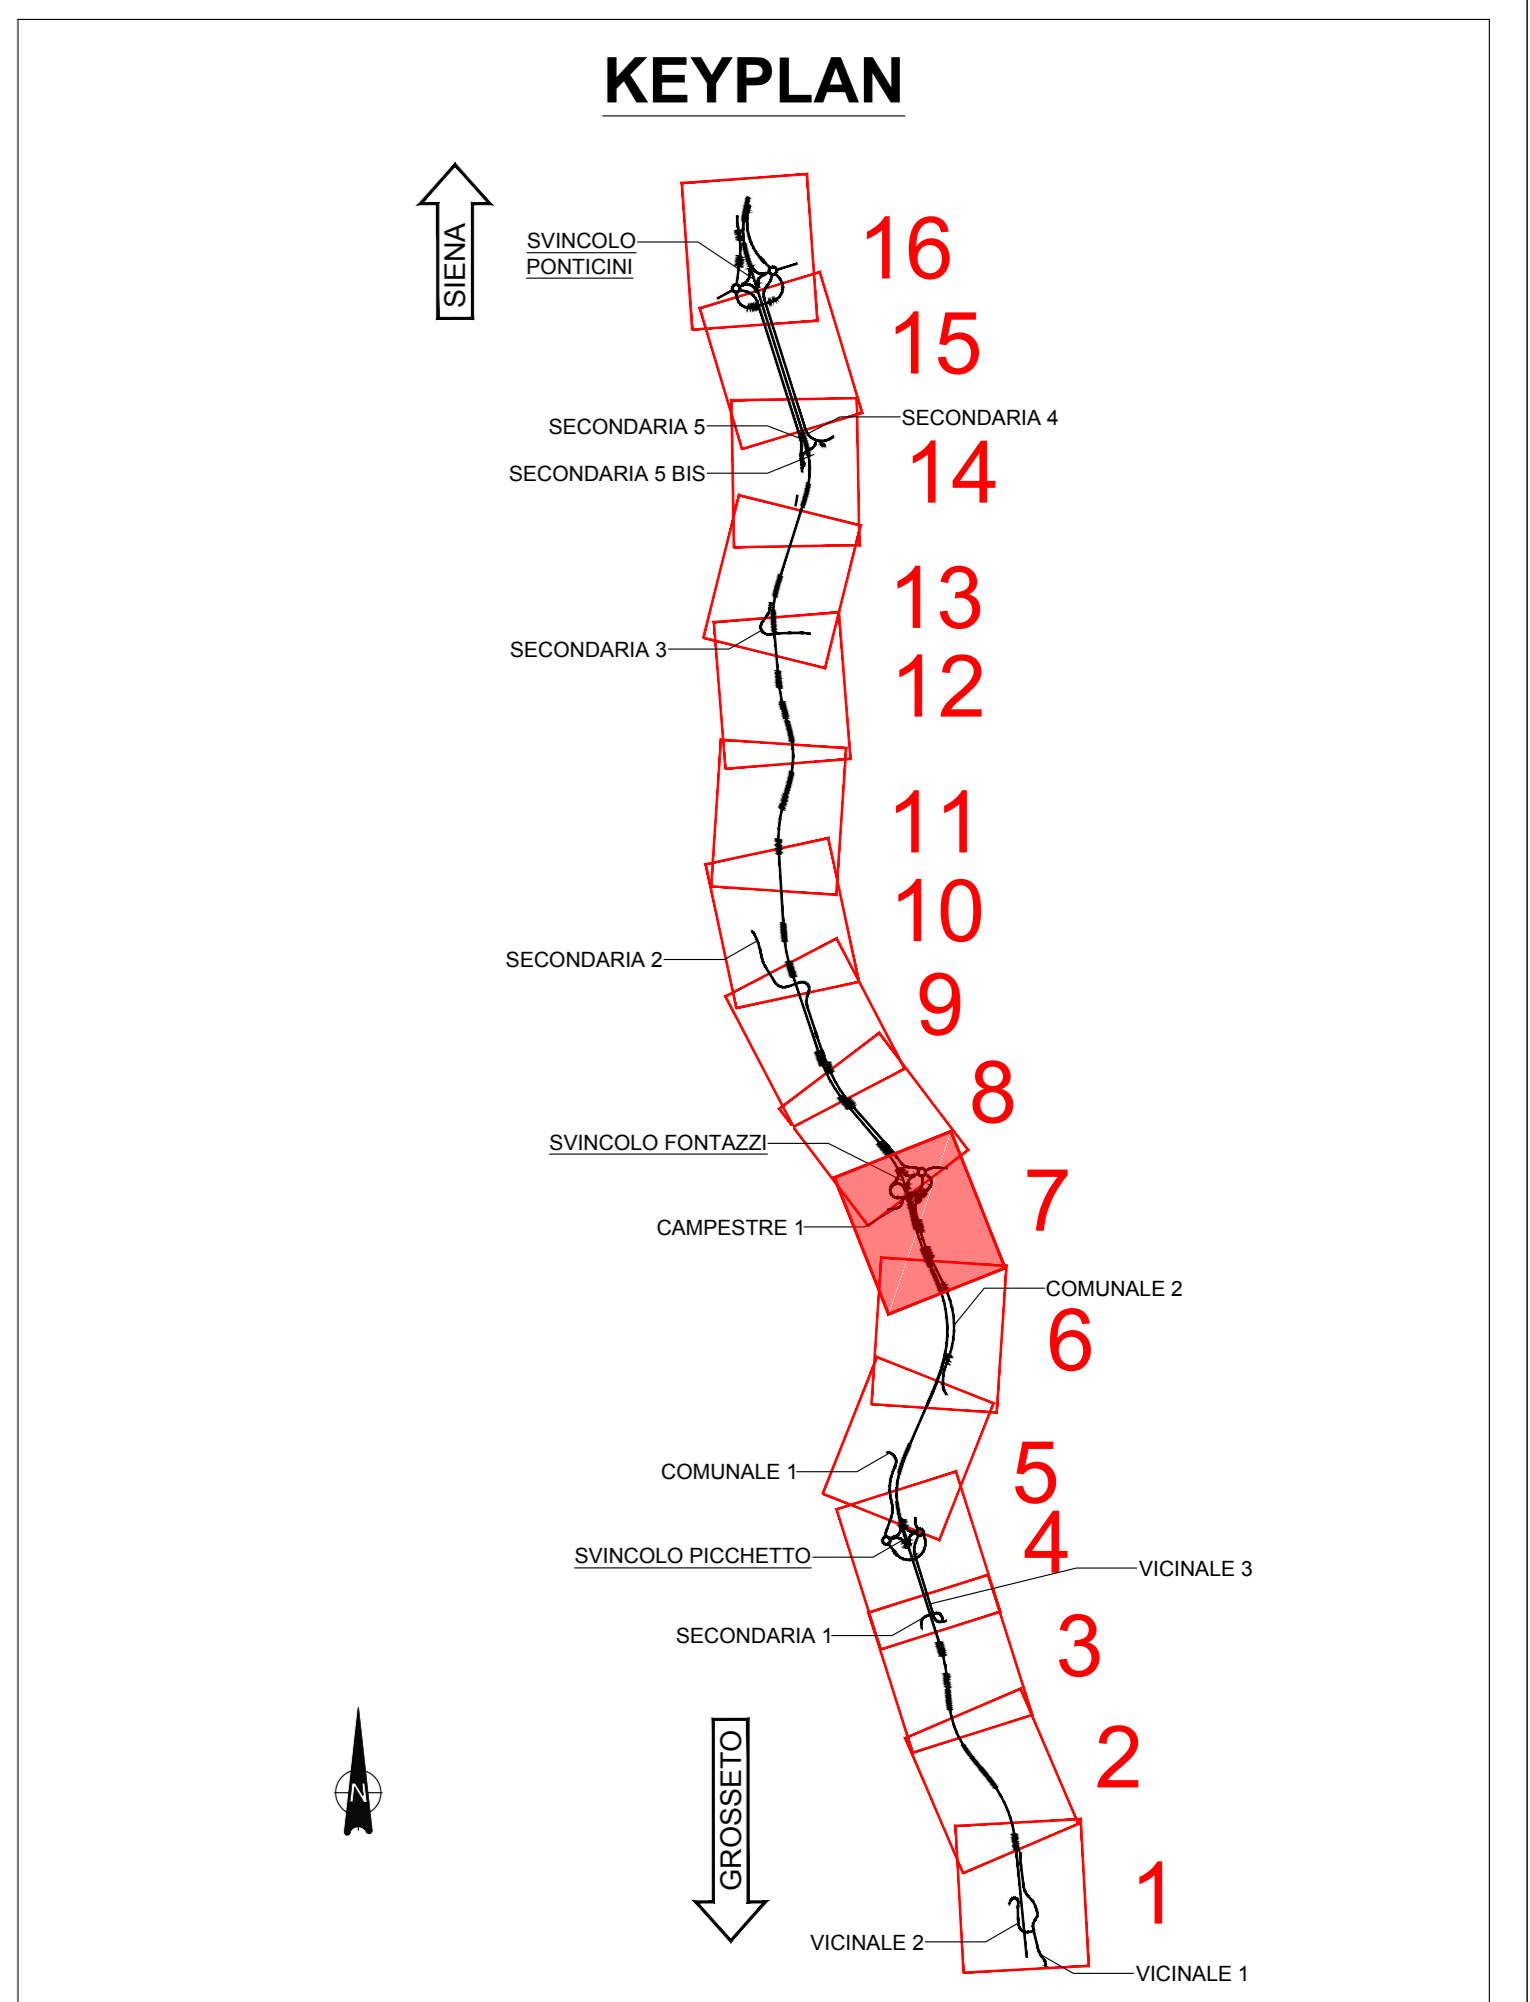 KEYPLAN
SIENA
SVINCOLO
PONTICINI
16
15
SECONDARIA 5
SECONDARIA 4
SECONDARIA 5 BIS
14
13
SECONDARIA 3
12
11
10
SECONDARIA 2
9
8
SVINCOLO FONTAZZI
7
CAMPESTRE 1
COMUNALE 2
6
COMUNALE 1
5
4
SVINCOLO PICCHETTO
VICINALE 3
SECONDARIA 1
3
2
N
GROSSETO
1
VICINALE 2
VICINALE 1